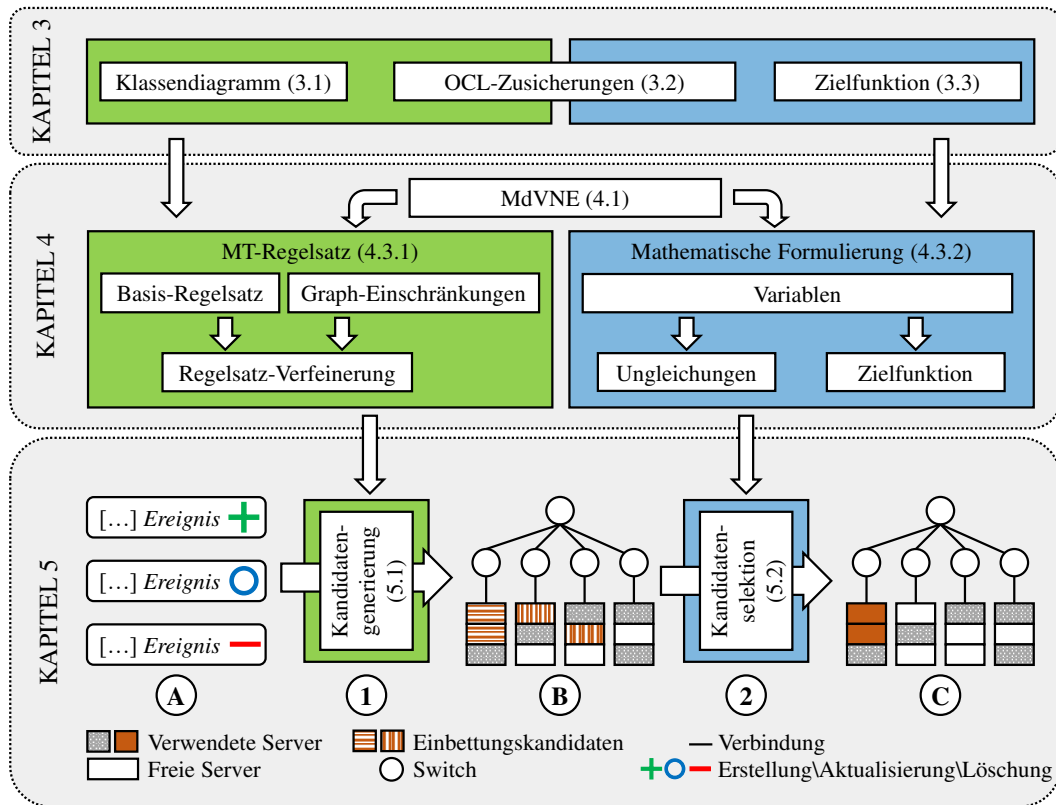 KAPITEL 3
Klassendiagramm (3.1)
OCL-Zusicherungen (3.2)
Zielfunktion (3.3)
KAPITEL 4
MdVNE (4.1)
MT-Regelsatz (4.3.1)
Basis-Regelsatz
Graph-Einschränkungen
Regelsatz-Verfeinerung
Mathematische Formulierung (4.3.2)
Variablen
Ungleichungen
Zielfunktion
KAPITEL 5
[…] Ereignis
[…] Ereignis
[…] Ereignis
Kandidaten-
generierung
(5.1)
Kandidaten-
selektion
(5.2)
A
1
B
2
C
Verwendete Server
Einbettungskandidaten
Verbindung
Freie Server
Switch
Erstellung\Aktualisierung\Löschung